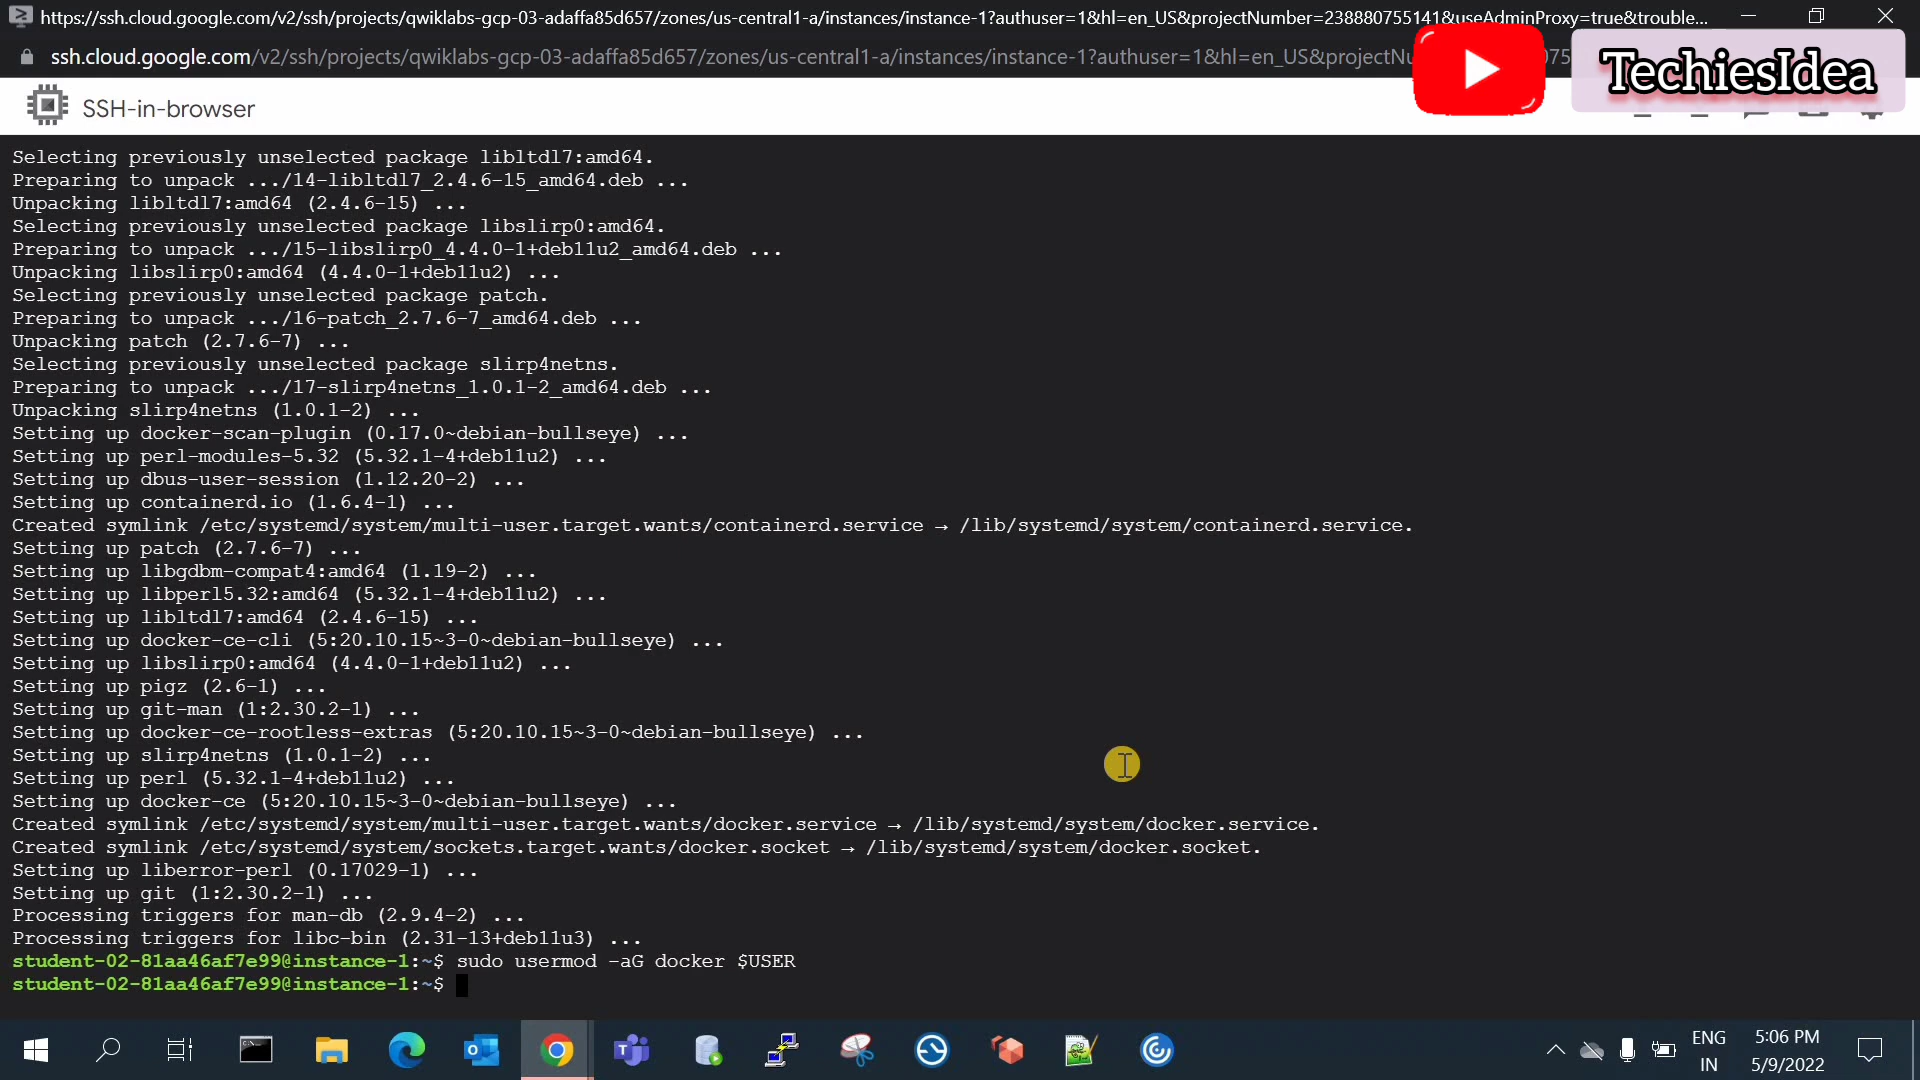 https://ssh.cloud.google.com/v2/ssh/projects/qwiklabs-gcp-03-adaffa85d657/zones/us-central1-a/instances/instance-1?authuser=1&hl=en_US&projectNumber=238880755141&useAdminProxy=true&trouble...
ssh.cloud.google.com/v2/ssh/projects/qwiklabs-gcp-03-adaffa85d657/zones/us-central1-a/instances/instance-1?authuser=1&hl=en_US&projectNu
TechiesIdea
SSH-in-browser
Selecting previously unselected package libltdl7:amd64.
Preparing to unpack .../14-libltdl7_2.4.6-15_amd64.deb ...
Unpacking libltdl7:amd64 (2.4.6-15) ...
Selecting previously unselected package libslirp0:amd64.
Preparing to unpack .../15-libslirp0_4.4.0-1+deb11u2_amd64.deb ...
Unpacking libslirp0:amd64 (4.4.0-1+deb11u2) ...
Selecting previously unselected package patch.
Preparing to unpack .../16-patch_2.7.6-7_amd64.deb ...
Unpacking patch (2.7.6-7) ...
Selecting previously unselected package slirp4netns.
Preparing to unpack .../17-slirp4netns_1.0.1-2_amd64.deb ...
Unpacking slirp4netns (1.0.1-2) ...
Setting up docker-scan-plugin (0.17.0~debian-bullseye) ...
Setting up perl-modules-5.32 (5.32.1-4+deb11u2) ...
Setting up dbus-user-session (1.12.20-2) ...
Setting up containerd.io (1.6.4-1) ...
Created symlink /etc/systemd/system/multi-user.target.wants/containerd.service → /lib/systemd/system/containerd.service.
Setting up patch (2.7.6-7) ...
Setting up libgdbm-compat4:amd64 (1.19-2) ...
Setting up libperl5.32:amd64 (5.32.1-4+deb11u2) ...
Setting up libltdl7:amd64 (2.4.6-15) ...
Setting up docker-ce-cli (5:20.10.15~3-0~debian-bullseye) ...
Setting up libslirp0:amd64 (4.4.0-1+deb11u2) ...
Setting up pigz (2.6-1) ...
Setting up git-man (1:2.30.2-1) ...
Setting up docker-ce-rootless-extras (5:20.10.15~3-0~debian-bullseye) ...
Setting up slirp4netns (1.0.1-2) ...
Setting up perl (5.32.1-4+deb11u2) ...
Setting up docker-ce (5:20.10.15~3-0~debian-bullseye) ...
Created symlink /etc/systemd/system/multi-user.target.wants/docker.service → /lib/systemd/system/docker.service.
Created symlink /etc/systemd/system/sockets.target.wants/docker.socket → /lib/systemd/system/docker.socket.
Setting up liberror-perl (0.17029-1) ...
Setting up git (1:2.30.2-1) ...
Processing triggers for man-db (2.9.4-2) ...
Processing triggers for libc-bin (2.31-13+deb11u3) ...
student-02-81aa46af7e99@instance-1:~$ sudo usermod -aG docker $USER
student-02-81aa46af7e99@instance-1:~$
ENG
IN
5:06 PM
5/9/2022